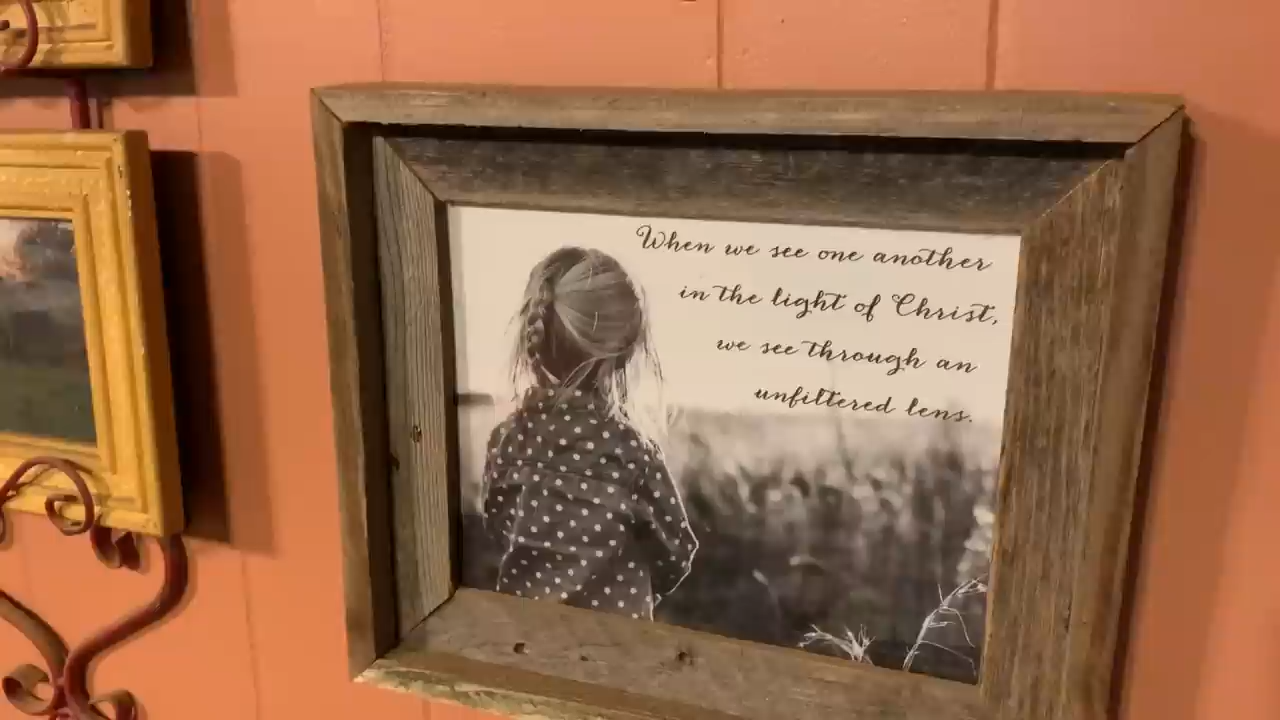 When we see one another
in the light of Christ,
we see through an
unfiltered lens.